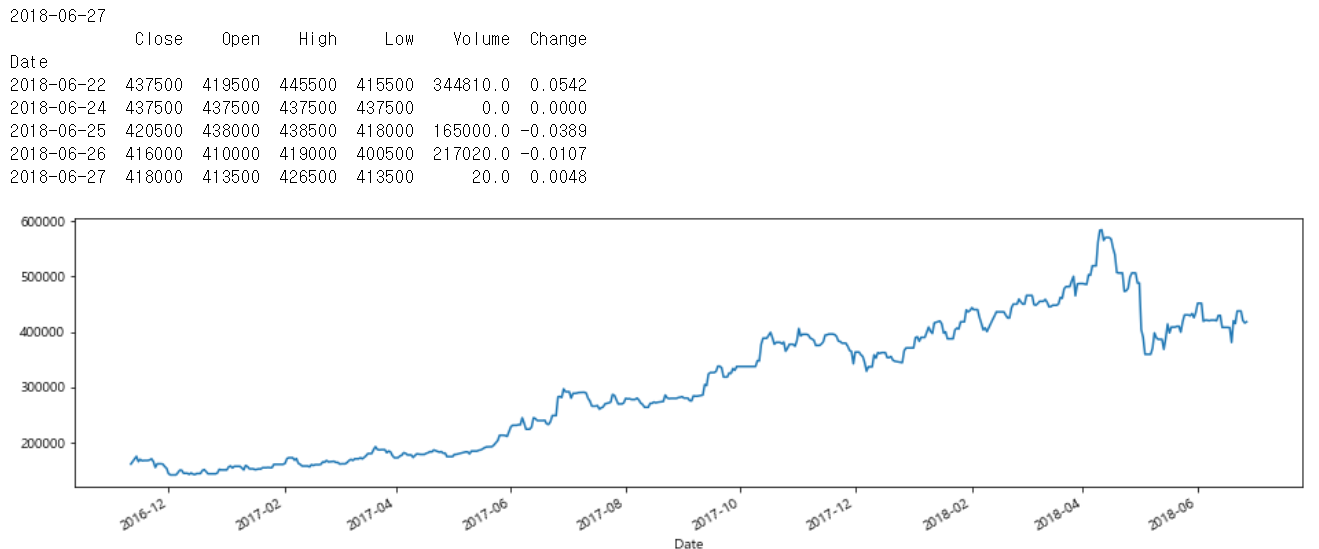 2018-06-27
Close Open High Low Volume Change
Date
2018-06-22 437500 419500 445500 415500 344810.0 0.0542
2018-06-24 437500 437500 437500 437500 0.0 0.0000
2018-06-25 420500 438000 438500 418000 165000.0 -0.0389
2018-06-26 416000 410000 419000 400500 217020.0 -0.0107
2018-06-27 418000 413500 426500 413500 20.0 0.0048
600000
500000
400000
300000
200000
2016-12 2017-02 2017-04 2017-06 2017-08 2017-10 2017-12 2018-02 2018-04 2018-06
Date